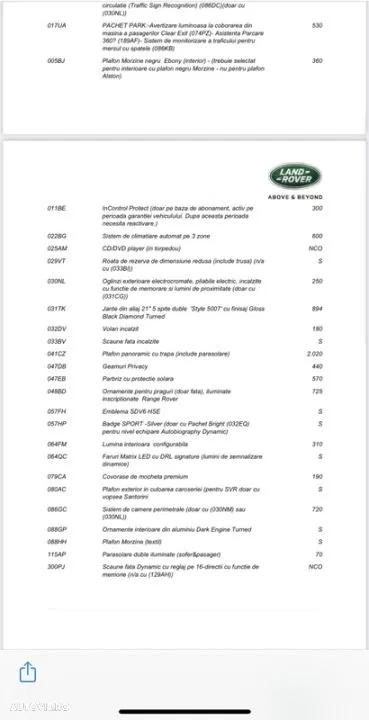 circulatie (Traffic Sign Recognition) (086DC)(doar cu
(030NL))
017UA PACHET PARK:-Avertizare luminoasa la coborarea din 530
masina a pasagerilor Clear Exit (074PZ)- Asistenta Parcare
360? (189AF)- Sistem de monitorizare a traficului pentru
mersul cu spatele (086KB)
005BJ Plafon Morzine negru Ebony (interior) - (trebuie selectat 360
pentru interioare cu plafon negru Morzine - nu pentru plafon
Alston)
LAND-
-ROVER
ABOVE & BEYOND
011BE InControl Protect (doar pe baza de abonament, activ pe 300
perioada garantiei vehiculului. Dupa aceasta perioada
necesita reactivare.)
022BG Sistem de climatiare automat pe 3 zone 600
025AM CD/DVD player (in torpedou) NCO
029VT Roata de rezerva de dimensiune redusa (include trusa) (n/a S
cu (033BI))
030NL Oglinzi exterioare electrocromate, pliabile electric, incalzite 250
cu functie de memorare si lumini de proximitate (doar cu
(031CG))
031TK Jante din aliaj 21" 5 spite duble 'Style 5007' cu finisaj Gloss 894
Black Diamond Turned
032DV Volan incalzit 180
033BV Scaune fata incalzite S
041CZ Plafon panoramic cu trapa (include parasolare) 2.020
047DB Geamuri Privacy 440
047EB Parbriz cu protectie solara 570
048BD Ornamente pentru praguri (doar fata), iluminate 725
inscriptionate Range Rover
057FH Emblema SDV6 HSE S
057HP Badge SPORT -Silver (doar cu Pachet Bright (032EQ) S
pentru nivel echipare Autobiography Dynamic)
064FM Lumina interioara configurabila 310
064QC Faruri Matrix LED cu DRL signature (lumini de semnalizare S
dinamice)
079CA Covorase de mocheta premium 190
080AC Plafon exterior in culoarea caroseriei (pentru SVR doar cu S
vopsea Santorini
086GC Sistem de camera perimetrale (doar cu (030NM) sau 720
(030NL))
088GP Ornamente interioare din aluminiu Dark Engine Turned S
088HH Plafon Morzine (textil) S
115AP Parasolare duble iluminate (sofer&pasager) 70
300PJ Scaune fata Dynamic cu reglaj pe 16-directii cu functie de NCO
memorie (n/a cu (129AH))
AUTOVIT.RO